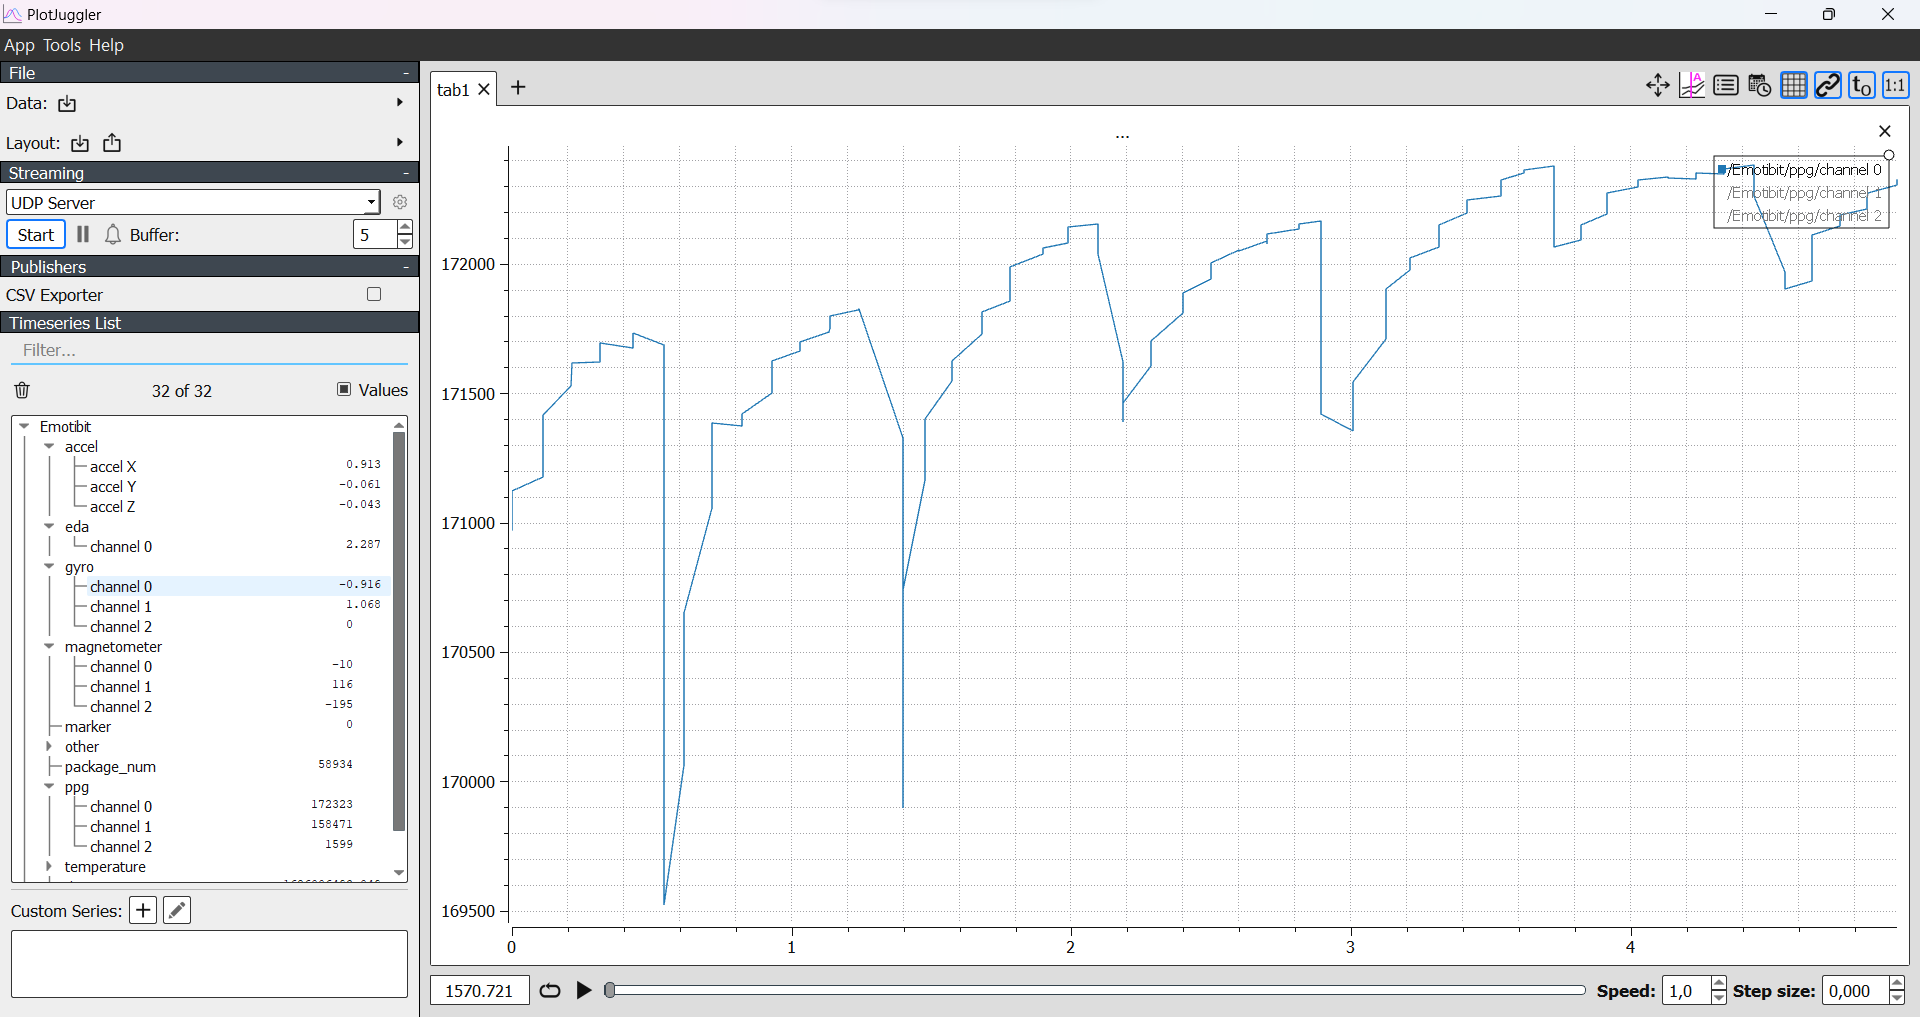 PlotJuggler
App Tools Help
File -
Data:
Layout:
Streaming -
UDP Server
Start Buffer: 5
Publishers -
CSV Exporter
Timeseries List
Filter...
32 of 32 Values
Emotibit
accel
accel X 0.913
accel Y -0.061
accel Z -0.043
eda
channel 0 2.287
gyro
channel 0 -0.916
channel 1 1.068
channel 2 0
magnetometer
channel 0 -10
channel 1 116
channel 2 -195
marker 0
other
package_num 58934
ppg
channel 0 172323
channel 1 158471
channel 2 1599
temperature
Custom Series:
tab1
A
t0
1:1
...
/Emotibit/ppg/channel 0
/Emotibit/ppg/channel 1
/Emotibit/ppg/channel 2
172000
171500
171000
170500
170000
169500
0 1 2 3 4
1570.721 Speed: 1,0 Step size: 0,000